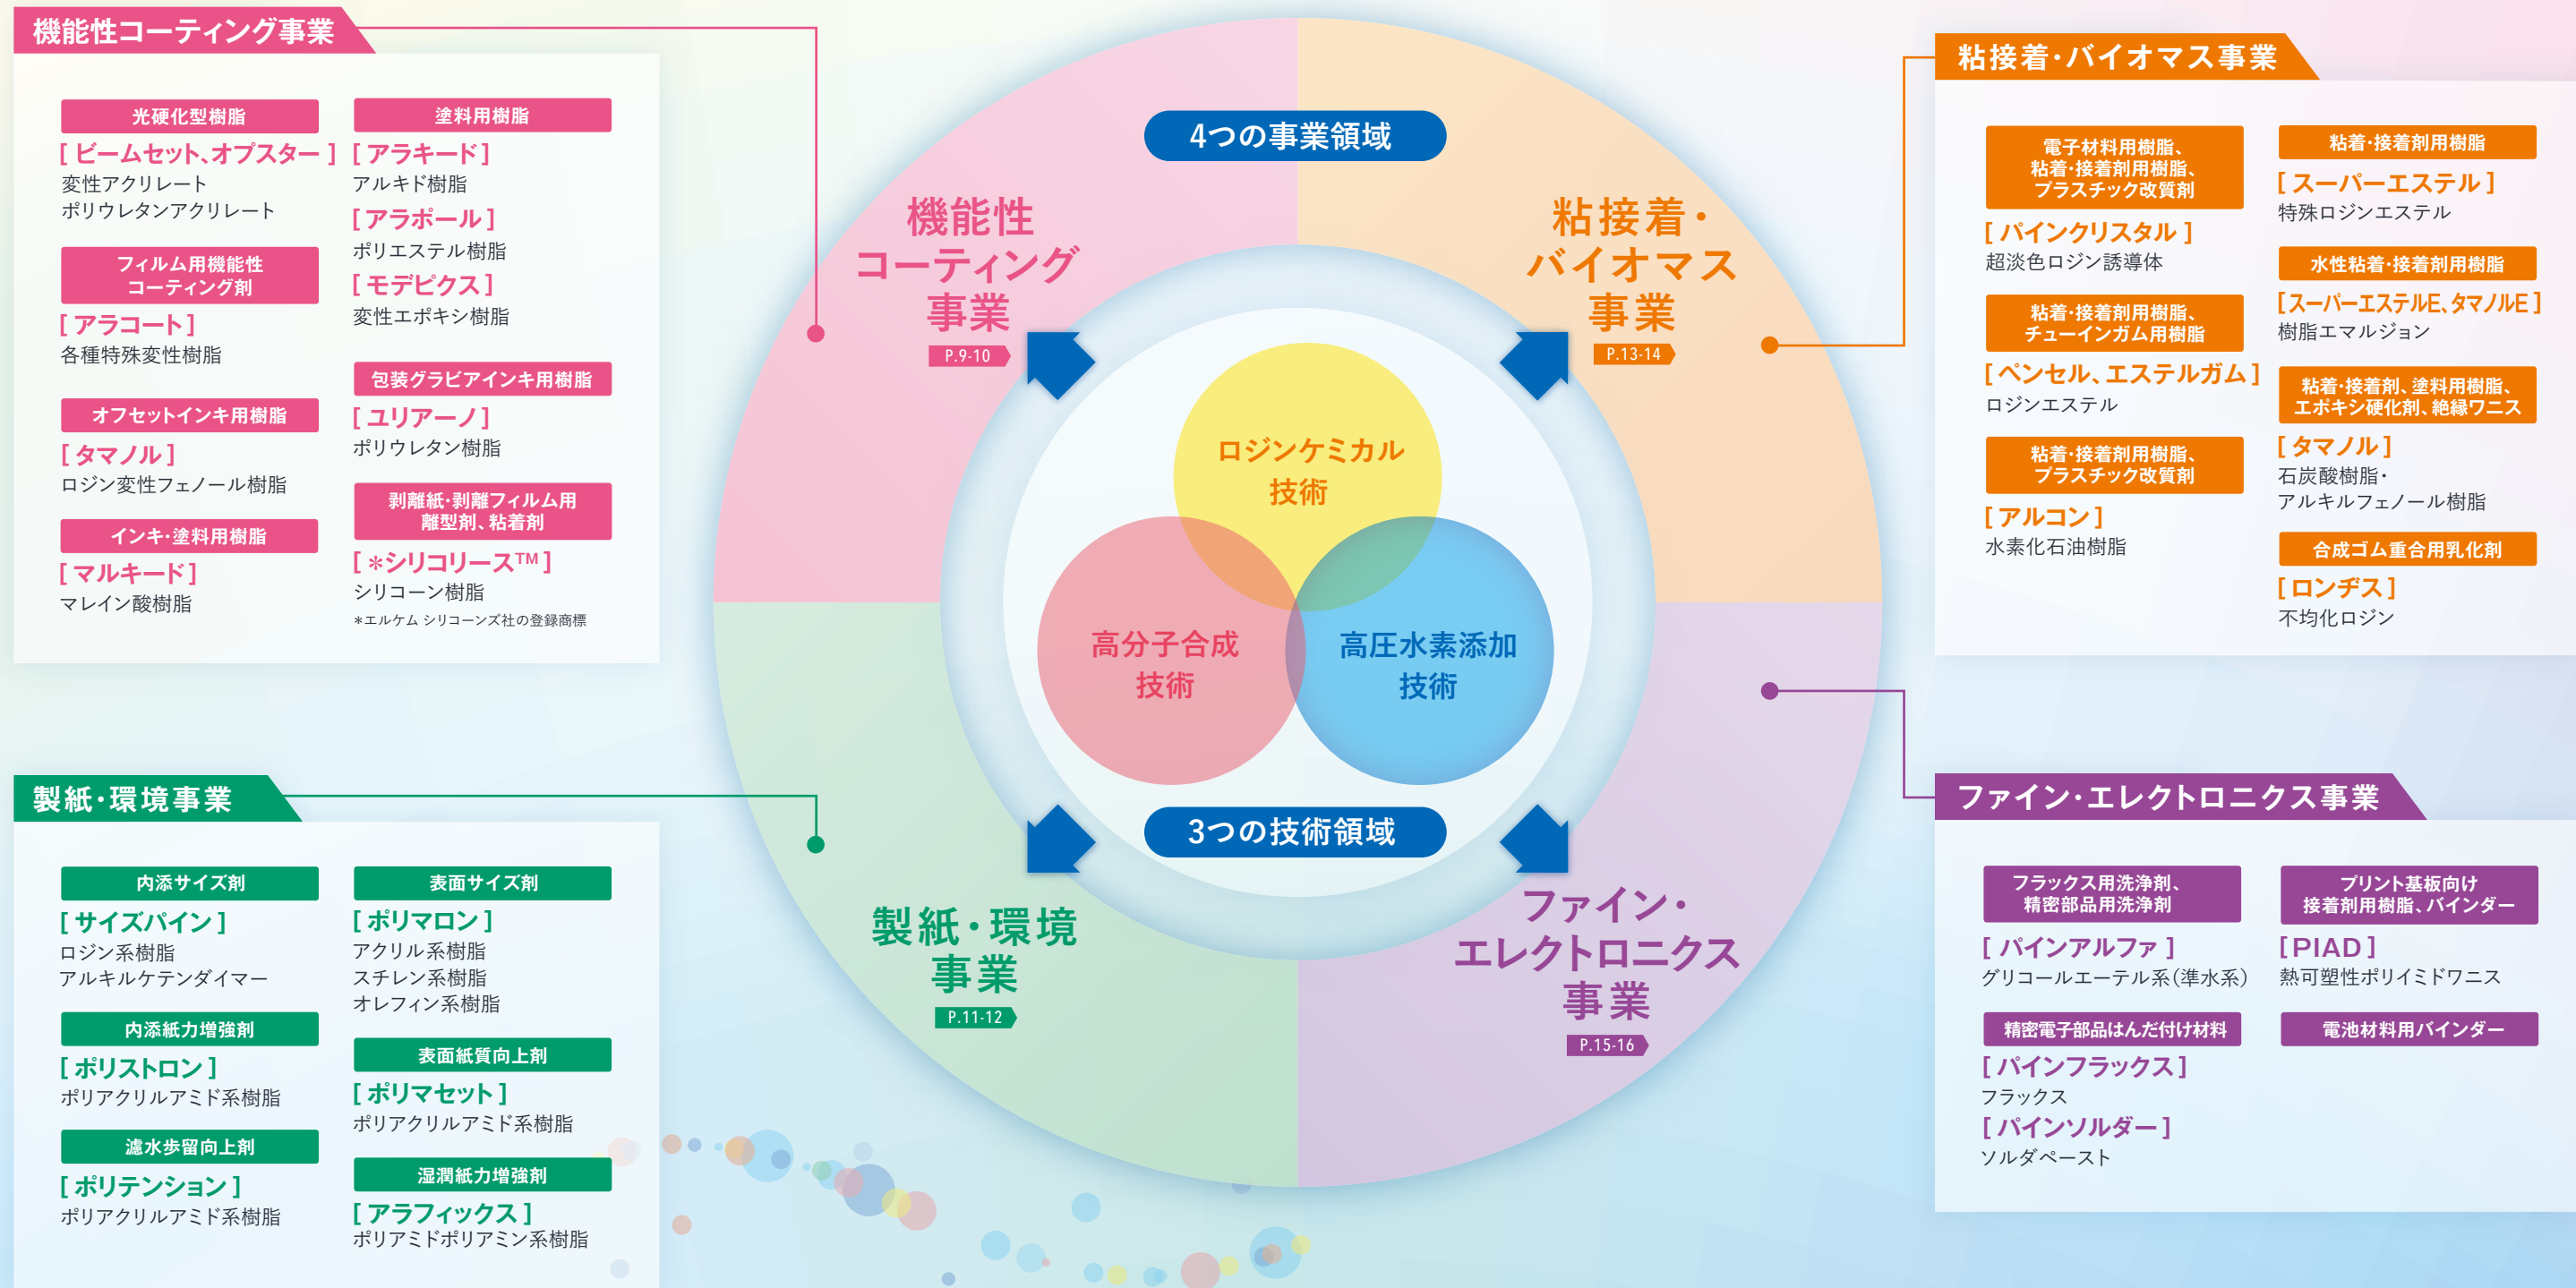 機能性コーティング事業
光硬化型樹脂
[ ビームセット、オプスター ]
変性アクリレート
ポリウレタンアクリレート
フィルム用機能性
コーティング剤
[ アラコート ]
各種特殊変性樹脂
オフセットインキ用樹脂
[ タマノル ]
ロジン変性フェノール樹脂
インキ・塗料用樹脂
[ マルキード ]
マレイン酸樹脂
塗料用樹脂
[ アラキード ]
アルキド樹脂
[ アラポール ]
ポリエステル樹脂
[ モデピクス ]
変性エポキシ樹脂
包装グラビアインキ用樹脂
[ ユリアーノ ]
ポリウレタン樹脂
剥離紙・剥離フィルム用
離型剤、粘着剤
[ ＊シリコリース™ ]
シリコーン樹脂
＊エルケム シリコーンズ社の登録商標
製紙・環境事業
内添サイズ剤
[ サイズパイン ]
ロジン系樹脂
アルキルケテンダイマー
内添紙力増強剤
[ ポリストロン ]
ポリアクリルアミド系樹脂
濾水歩留向上剤
[ ポリテンション ]
ポリアクリルアミド系樹脂
表面サイズ剤
[ ポリマロン ]
アクリル系樹脂
スチレン系樹脂
オレフィン系樹脂
表面紙質向上剤
[ ポリマセット ]
ポリアクリルアミド系樹脂
湿潤紙力増強剤
[ アラフィックス ]
ポリアミドポリアミン系樹脂
4つの事業領域
機能性
コーティング
事業
P.9-10
粘接着・
バイオマス
事業
P.13-14
ロジンケミカル
技術
高分子合成
技術
高圧水素添加
技術
3つの技術領域
製紙・環境
事業
P.11-12
ファイン・
エレクトロニクス
事業
P.15-16
粘接着・バイオマス事業
電子材料用樹脂、
粘着・接着剤用樹脂、
プラスチック改質剤
[ パインクリスタル ]
超淡色ロジン誘導体
粘着・接着剤用樹脂、
チューインガム用樹脂
[ ペンセル、エステルガム ]
ロジンエステル
粘着・接着剤用樹脂、
プラスチック改質剤
[ アルコン ]
水素化石油樹脂
粘着・接着剤用樹脂
[ スーパーエステル ]
特殊ロジンエステル
水性粘着・接着剤用樹脂
[ スーパーエステルE、タマノルE ]
樹脂エマルジョン
粘着・接着剤、塗料用樹脂、
エポキシ硬化剤、絶縁ワニス
[ タマノル ]
石炭酸樹脂・
アルキルフェノール樹脂
合成ゴム重合用乳化剤
[ ロンヂス ]
不均化ロジン
ファイン・エレクトロニクス事業
フラックス用洗浄剤、
精密部品用洗浄剤
[ パインアルファ ]
グリコールエーテル系（準水系）
精密電子部品はんだ付け材料
[ パインフラックス ]
フラックス
[ パインソルダー ]
ソルダペースト
プリント基板向け
接着剤用樹脂、バインダー
[ PIAD ]
熱可塑性ポリイミドワニス
電池材料用バインダー